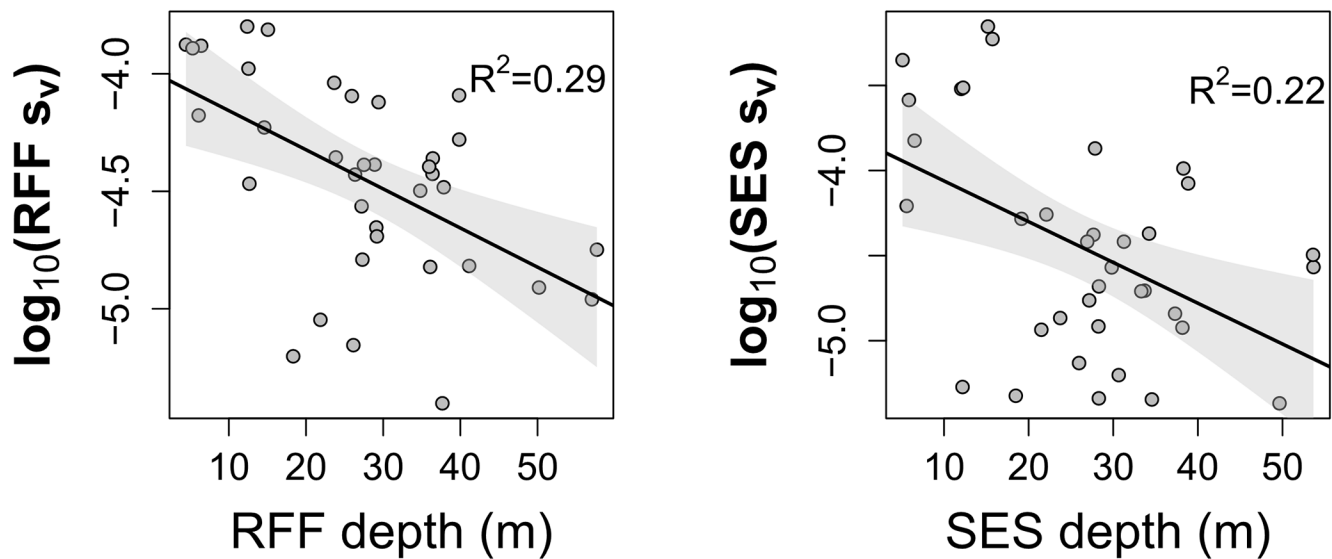 log10(RFF sv)
−4.0
−4.5
−5.0
R2=0.29
10 20 30 40 50
RFF depth (m)
log10(SES sv)
−4.0
−5.0
R2=0.22
10 20 30 40 50
SES depth (m)